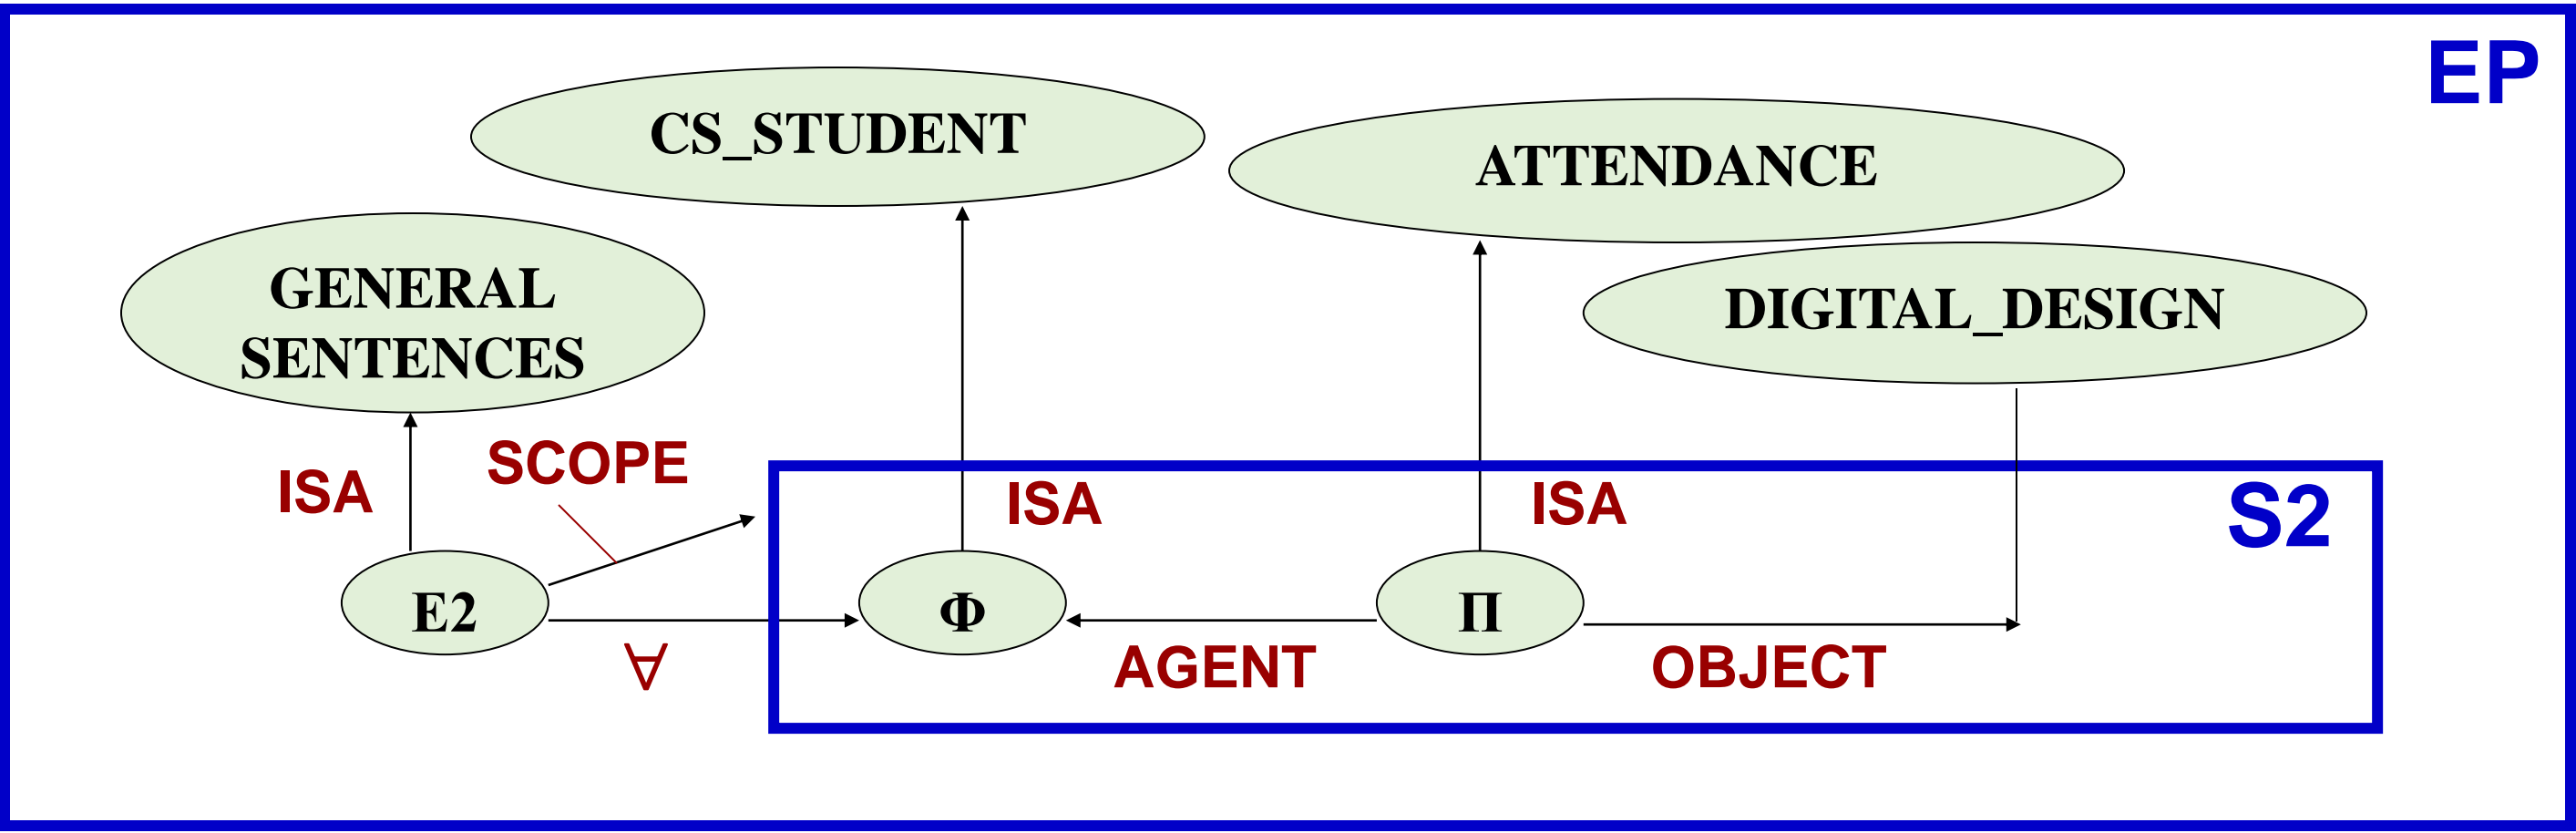 EP
CS_STUDENT
ATTENDANCE
GENERAL
SENTENCES
DIGITAL_DESIGN
SCOPE
ISA
ISA
ISA
S2
E2
Φ
Π
∀
AGENT
OBJECT